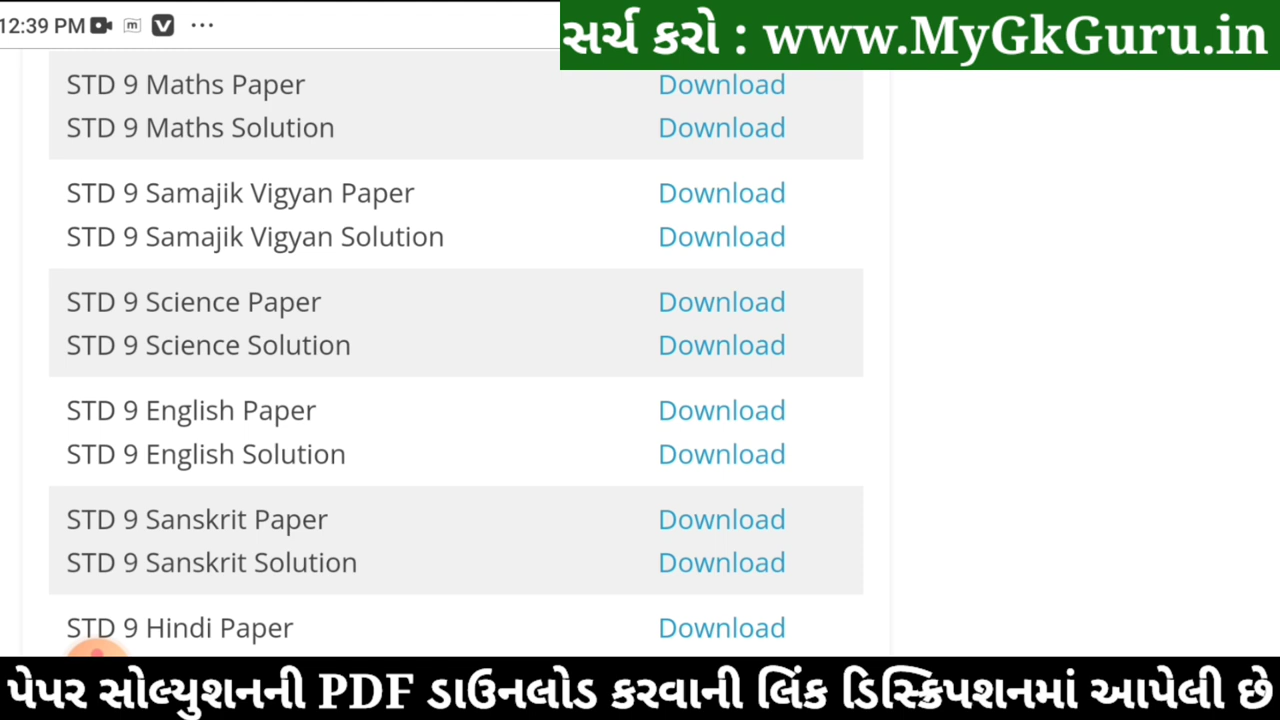 12:39 PM
સર્ચ કરો : www.MyGkGuru.in
STD 9 Maths Paper Download
STD 9 Maths Solution Download
STD 9 Samajik Vigyan Paper Download
STD 9 Samajik Vigyan Solution Download
STD 9 Science Paper Download
STD 9 Science Solution Download
STD 9 English Paper Download
STD 9 English Solution Download
STD 9 Sanskrit Paper Download
STD 9 Sanskrit Solution Download
STD 9 Hindi Paper Download
પેપર સોલ્યુશનની PDF ડાઉનલોડ કરવાની લિંક ડિસ્ક્રિપશનમાં આપેલી છે